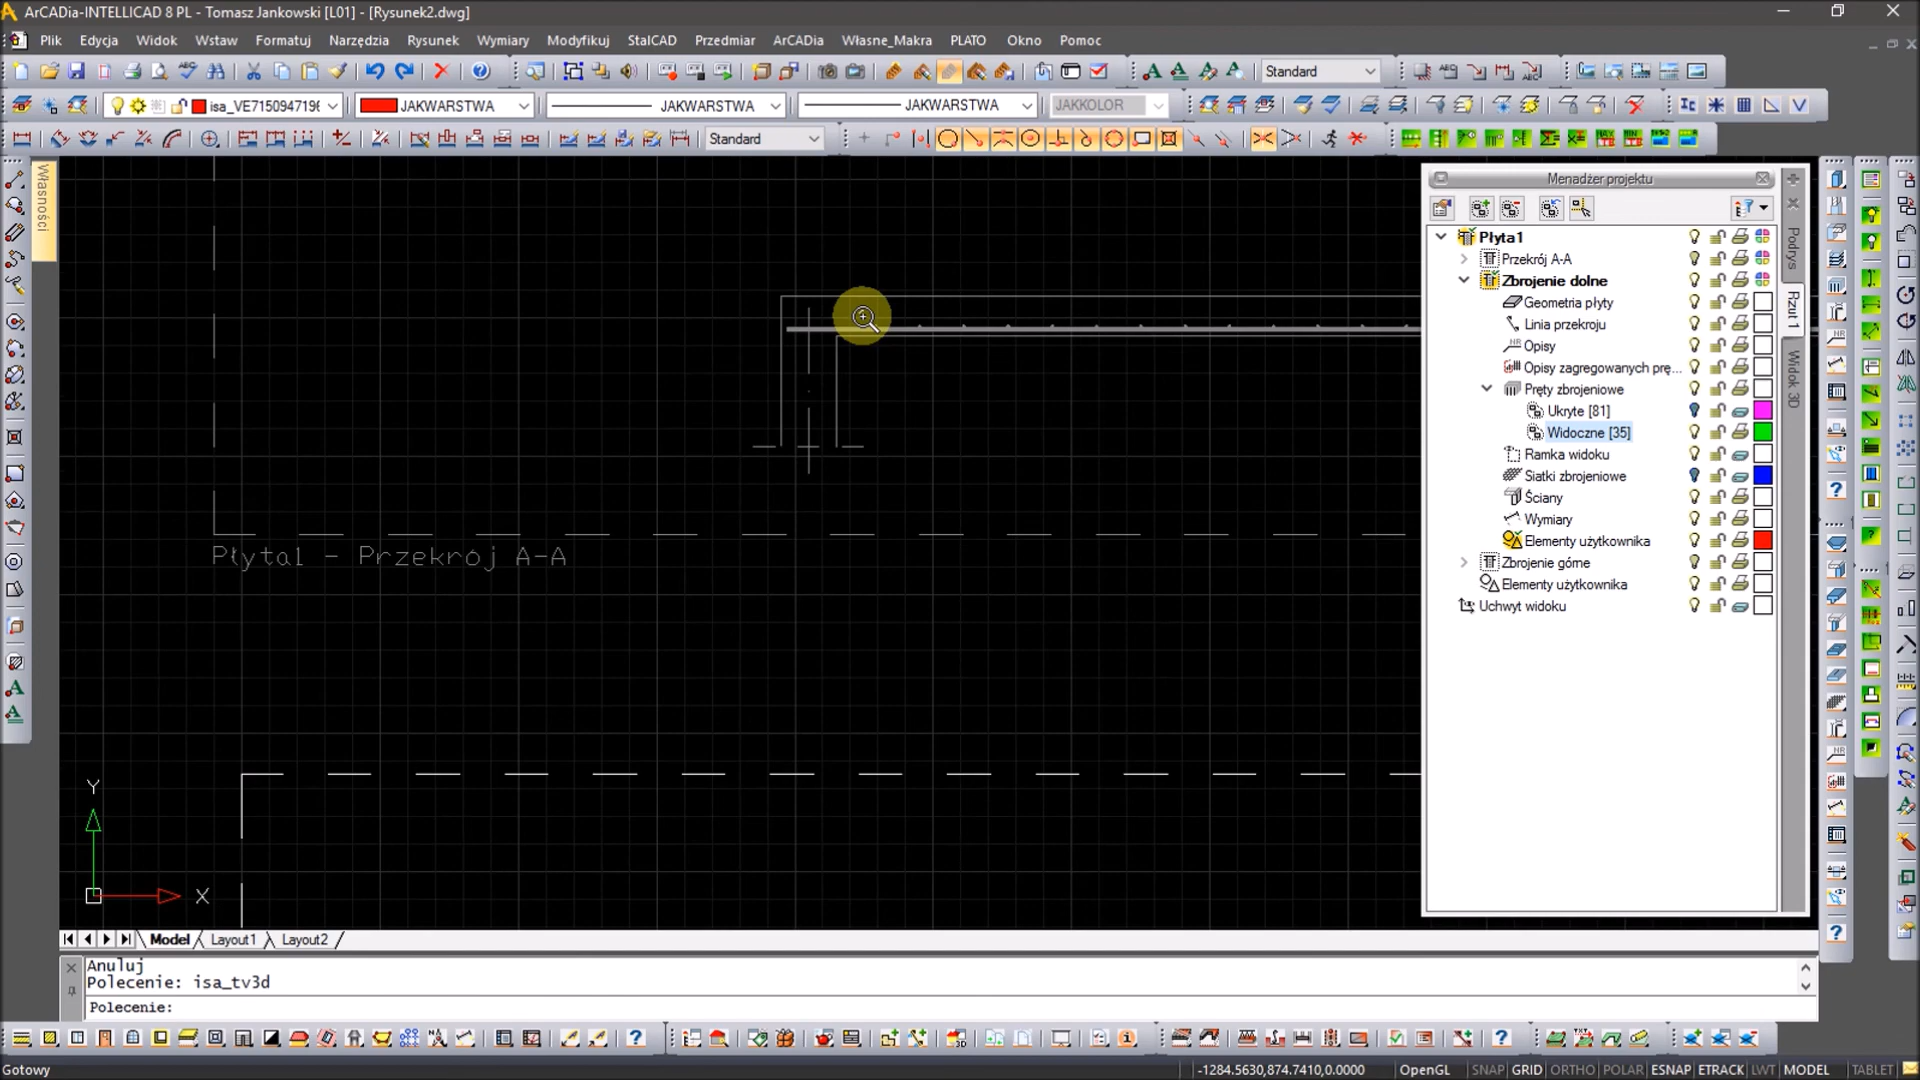 ArCADia-INTELLICAD 8 PL - Tomasz Jankowski [L01] - [Rysunek2.dwg]
Plik Edycja Widok Wstaw Formatuj Narzędzia Rysunek Wymiary Modyfikuj StalCAD Przedmiar ArCADia Własne_Makra PLATO Okno Pomoc
Standard
isa_VE7150947196 JAKWARSTWA JAKWARSTWA JAKWARSTWA JAKKOLOR
Standard
Własności
Menadżer projektu
Płyta1
Przekrój A-A
Zbrojenie dolne
Geometria płyty
Linia przekroju
Opisy
Opisy zagregowanych prę...
Pręty zbrojeniowe
Ukryte [81]
Widoczne [35]
Ramka widoku
Siatki zbrojeniowe
Ściany
Wymiary
Elementy użytkownika
Zbrojenie górne
Elementy użytkownika
Uchwyt widoku
Podrys
Rzut 1
Widok 3D
Płyta1 - Przekrój A-A
Y
X
Model Layout1 Layout2
Anuluj
Polecenie: isa_tv3d
Polecenie:
Gotowy
-1284.5630,874.7410,0.0000 OpenGL SNAP GRID ORTHO POLAR ESNAP ETRACK LWT MODEL TABLET